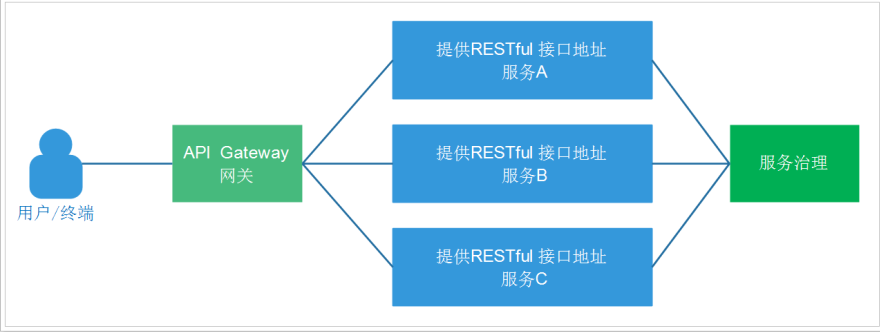 用户/终端
API Gateway
网关
提供RESTful 接口地址
服务A
提供RESTful 接口地址
服务B
提供RESTful 接口地址
服务C
服务治理